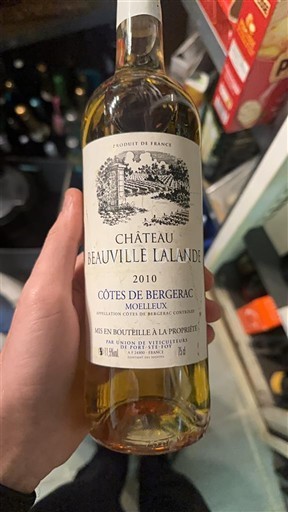 PRODUIT DE FRANCE
CHÂTEAU
BEAUVILLE LALANDE
2010
CÔTES DE BERGERAC
MOELLEUX
APPELLATION CÔTES DE BERGERAC CONTRÔLÉE
MIS EN BOUTEILLE À LA PROPRIÉTÉ
PAR UNION DE VITICULTEURS
DE PORT-STE-FOY
75 cl